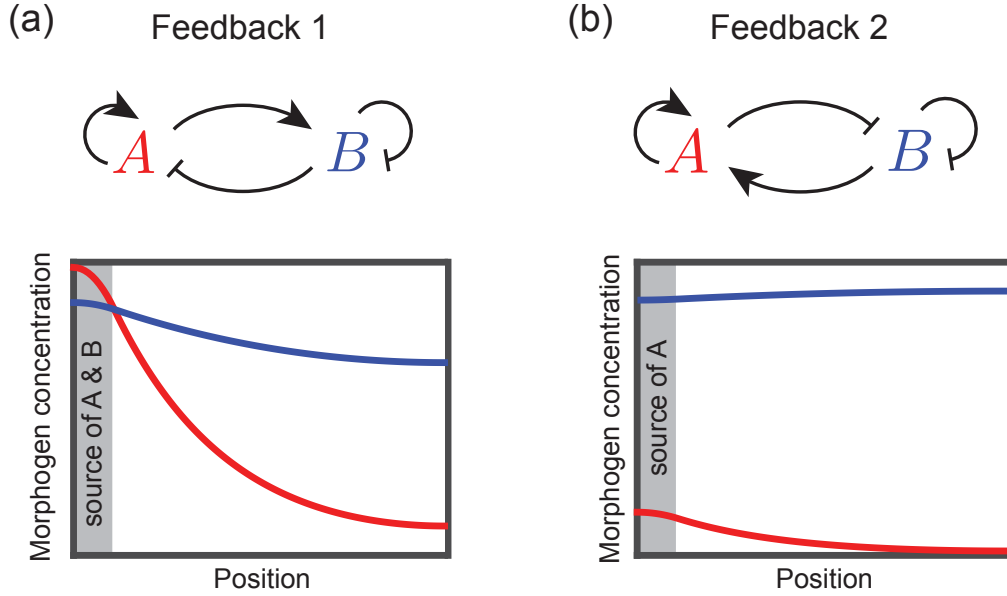 (a)
Feedback 1
A
B
Morphogen concentration
source of A & B
Position
(b)
Feedback 2
A
B
Morphogen concentration
source of A
Position